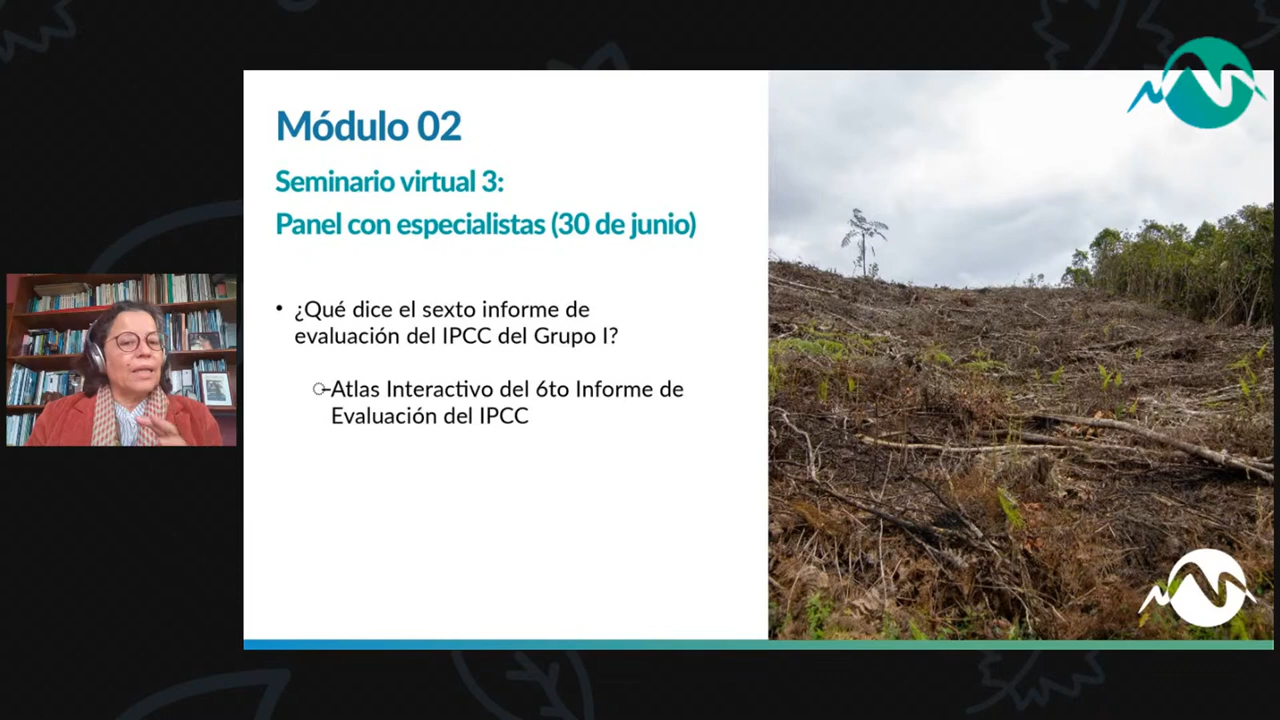 Módulo 02
Seminario virtual 3:
Panel con especialistas (30 de junio)
• ¿Qué dice el sexto informe de
evaluación del IPCC del Grupo I?
Atlas Interactivo del 6to Informe de
Evaluación del IPCC